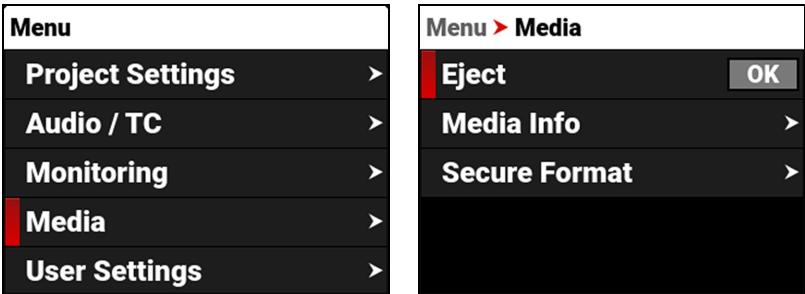 Menu
Project Settings
Audio / TC
Monitoring
Media
User Settings
Menu ➤ Media
Eject OK
Media Info
Secure Format